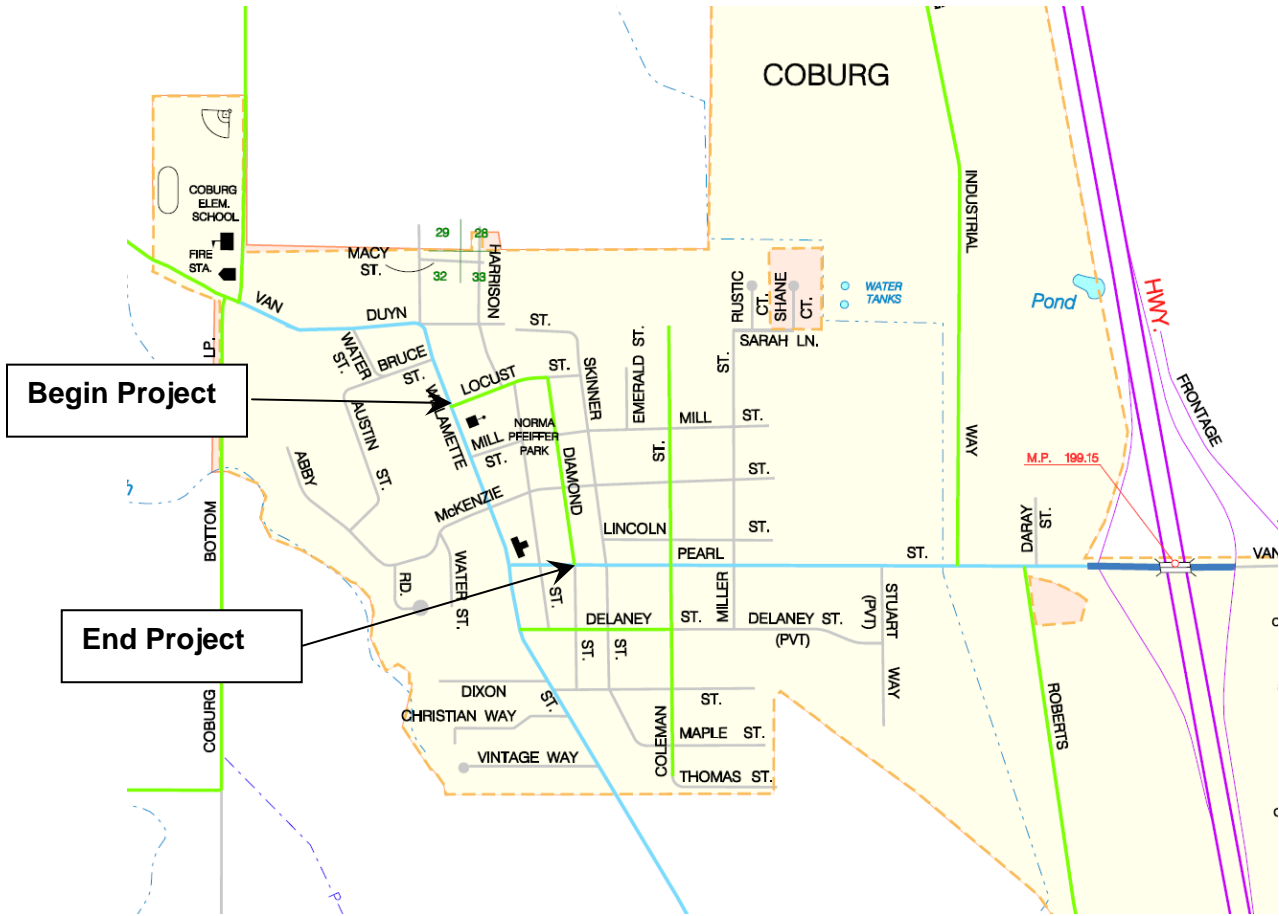 COBURG
COBURG
ELEM.
SCHOOL
FIRE
STA.
MACY
ST.
29
28
32
33
HARRISON
VAN
DUYN
ST.
WATER
ST.
BRUCE
ST.
LP.
Begin Project
WILLAMETTE
LOCUST
ST.
SKINNER
EMERALD ST.
RUSTIC
CT.
SHANE
CT.
SARAH LN.
ST.
WATER
TANKS
INDUSTRIAL
WAY
Pond
HWY.
FRONTAGE
M.P. 199.15
AUSTIN
ST.
ABBY
RD.
MILL
ST.
NORMA
PFEIFFER
PARK
DIAMOND
ST.
MILL
ST.
ST.
McKENZIE
LINCOLN
ST.
PEARL
ST.
DARAY
ST.
VAN
BOTTOM
WATER ST.
End Project
ST.
DELANEY
ST.
MILLER
DELANEY ST.
(PVT)
STUART
(PVT)
WAY
ST.
ST.
DIXON
ST.
ST.
CHRISTIAN WAY
COLEMAN
MAPLE ST.
VINTAGE WAY
THOMAS ST.
ROBERTS
COBURG
P